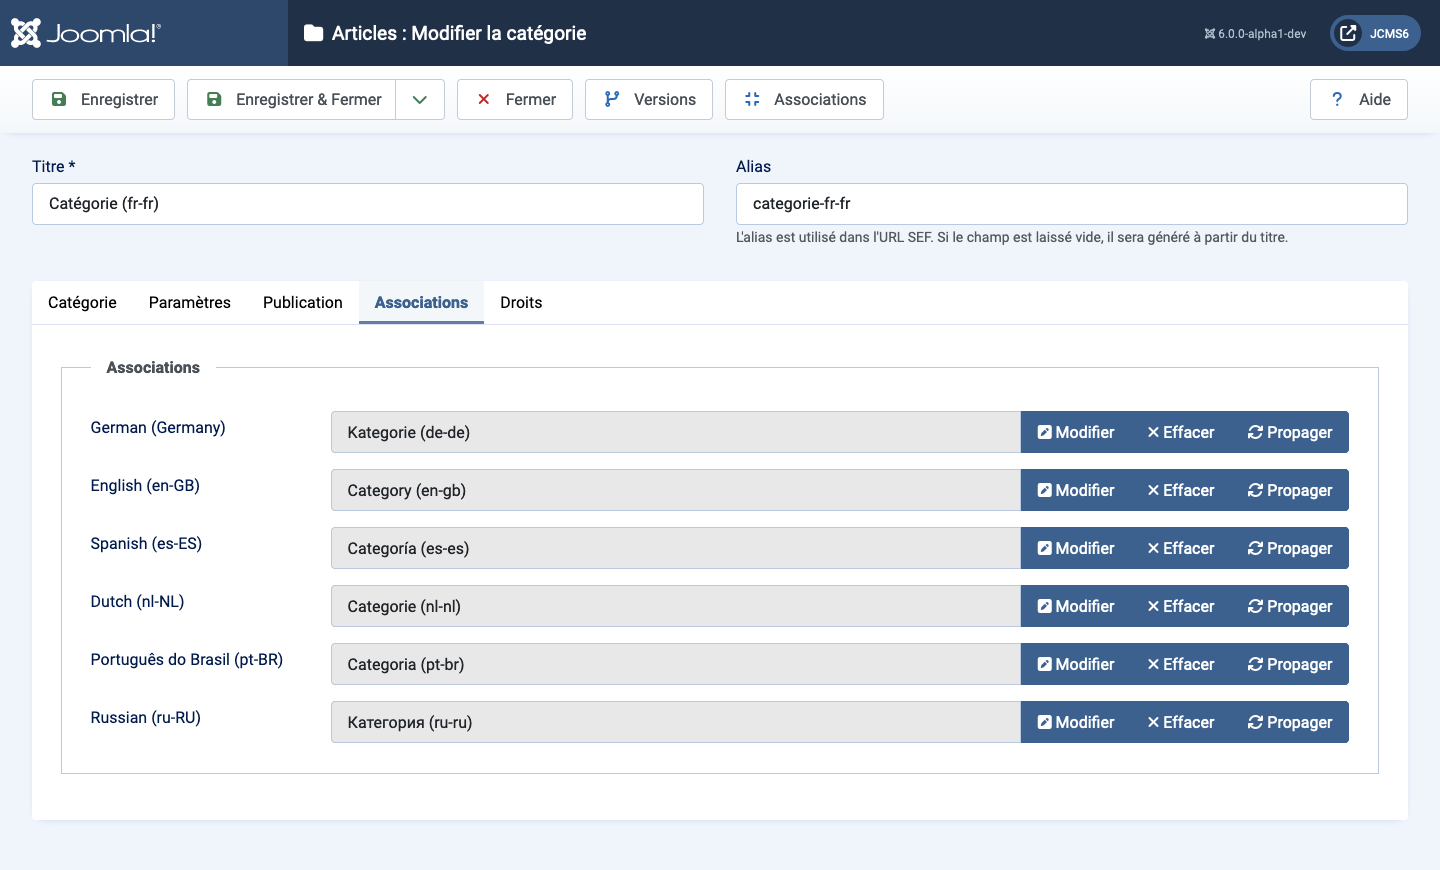 Joomla!®
Articles : Modifier la catégorie
6.0.0-alpha1-dev
JCMS6
Enregistrer
Enregistrer & Fermer
Fermer
Versions
Associations
? Aide
Titre *
Catégorie (fr-fr)
Alias
categorie-fr-fr
L'alias est utilisé dans l'URL SEF. Si le champ est laissé vide, il sera généré à partir du titre.
Catégorie Paramètres Publication Associations Droits
Associations
German (Germany) Kategorie (de-de) Modifier Effacer Propager
English (en-GB) Category (en-gb) Modifier Effacer Propager
Spanish (es-ES) Categoría (es-es) Modifier Effacer Propager
Dutch (nl-NL) Categorie (nl-nl) Modifier Effacer Propager
Português do Brasil (pt-BR) Categoria (pt-br) Modifier Effacer Propager
Russian (ru-RU) Категория (ru-ru) Modifier Effacer Propager